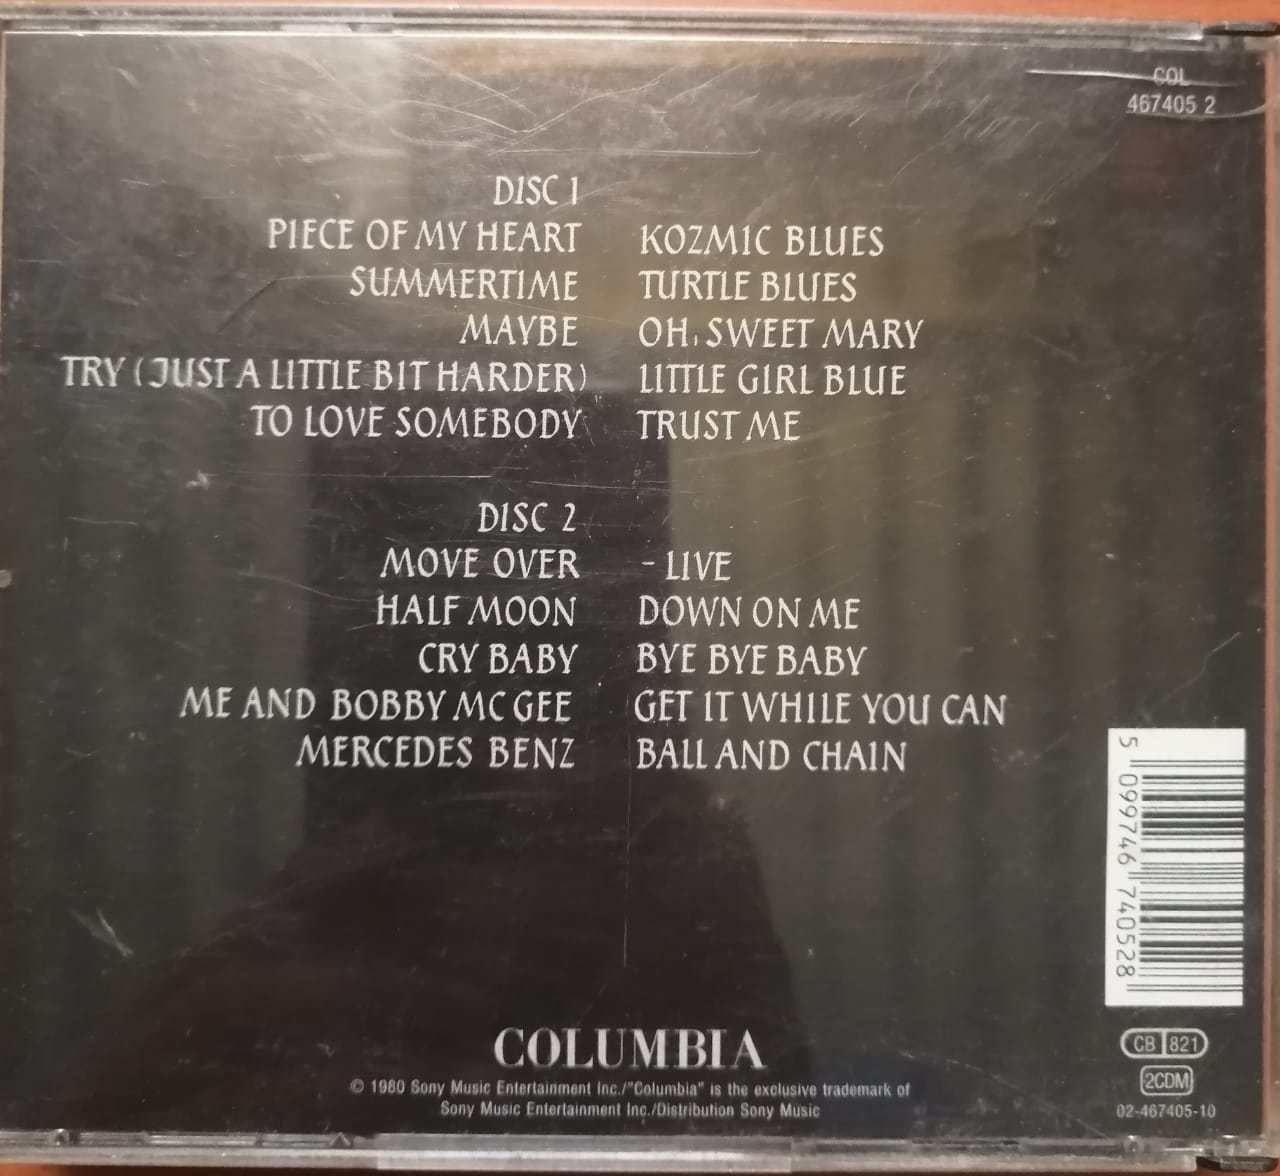 COL
467405 2
DISC 1
PIECE OF MY HEART
SUMMERTIME
MAYBE
TRY (JUST A LITTLE BIT HARDER)
TO LOVE SOMEBODY
KOZMIC BLUES
TURTLE BLUES
OH, SWEET MARY
LITTLE GIRL BLUE
TRUST ME
DISC 2
MOVE OVER
HALF MOON
CRY BABY
ME AND BOBBY MC GEE
MERCEDES BENZ
- LIVE
DOWN ON ME
BYE BYE BABY
GET IT WHILE YOU CAN
BALL AND CHAIN
5 099746 740528
COLUMBIA
© 1980 Sony Music Entertainment Inc./"Columbia" is the exclusive trademark of
Sony Music Entertainment Inc./Distribution Sony Music
CB 821
2CDM
02-467405-10